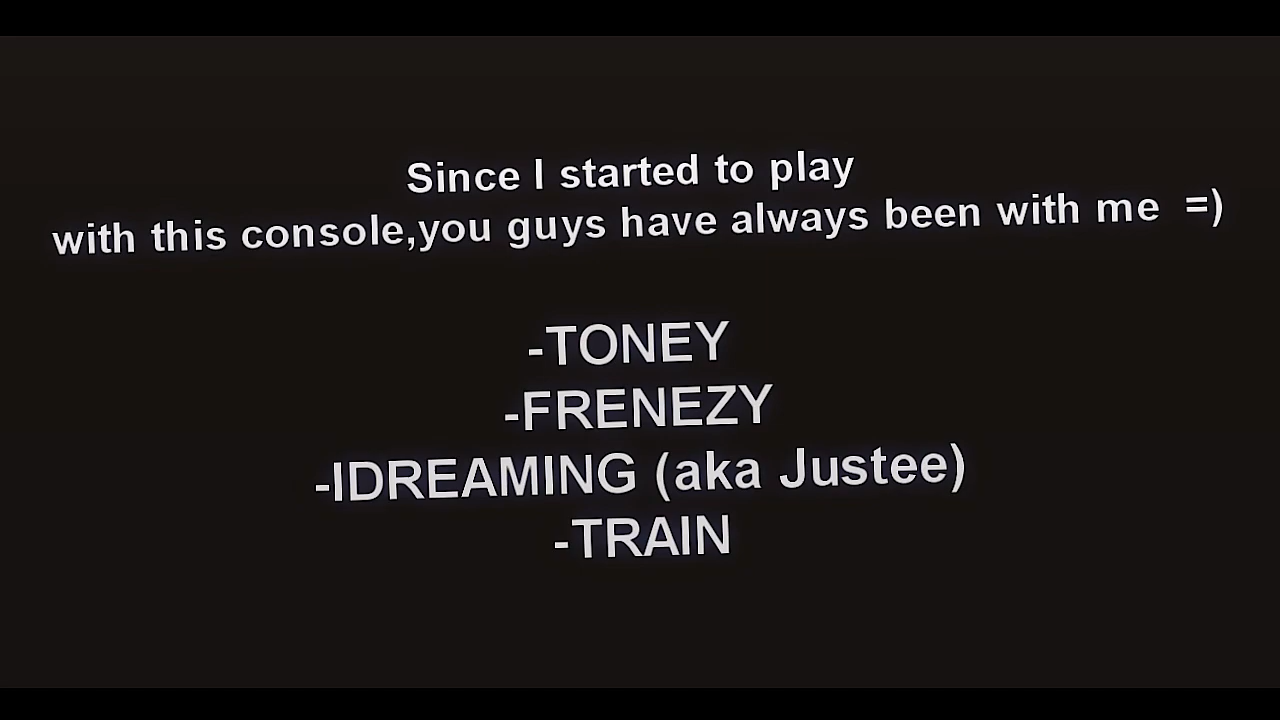 Since I started to play
with this console,you guys have always been with me =)
-TONEY
-FRENEZY
-IDREAMING (aka Justee)
-TRAIN